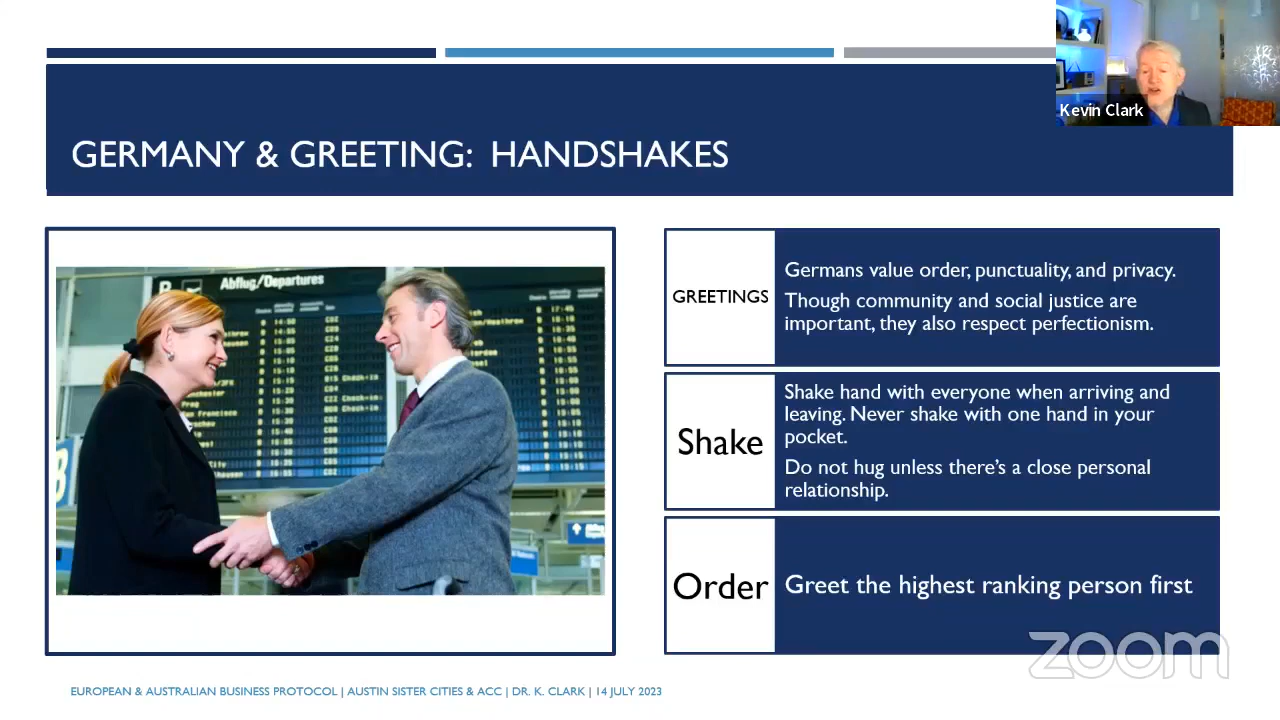 Kevin Clark
GERMANY & GREETING: HANDSHAKES
Abflug/Departures
GREETINGS
Germans value order, punctuality, and privacy.
Though community and social justice are
important, they also respect perfectionism.
Shake
Shake hand with everyone when arriving and
leaving. Never shake with one hand in your
pocket.
Do not hug unless there's a close personal
relationship.
Order
Greet the highest ranking person first
zoom
EUROPEAN & AUSTRALIAN BUSINESS PROTOCOL | AUSTIN SISTER CITIES & ACC | DR. K. CLARK | 14 JULY 2023